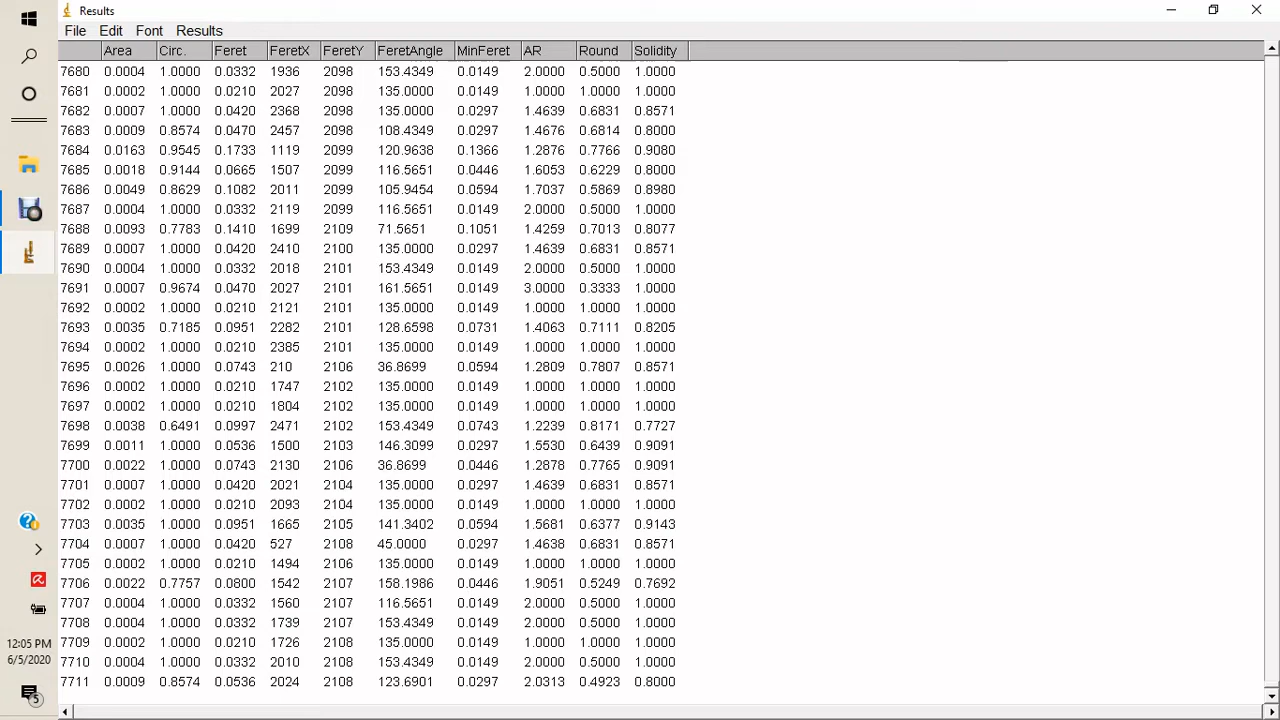 Results
File Edit Font Results
Area Circ. Feret FeretX FeretY FeretAngle MinFeret AR Round Solidity
7680 0.0004 1.0000 0.0332 1936 2098 153.4349 0.0149 2.0000 0.5000 1.0000
7681 0.0002 1.0000 0.0210 2027 2098 135.0000 0.0149 1.0000 1.0000 1.0000
7682 0.0007 1.0000 0.0420 2368 2098 135.0000 0.0297 1.4639 0.6831 0.8571
7683 0.0009 0.8574 0.0470 2457 2098 108.4349 0.0297 1.4676 0.6814 0.8000
7684 0.0163 0.9545 0.1733 1119 2099 120.9638 0.1366 1.2876 0.7766 0.9080
7685 0.0018 0.9144 0.0665 1507 2099 116.5651 0.0446 1.6053 0.6229 0.8000
7686 0.0049 0.8629 0.1082 2011 2099 105.9454 0.0594 1.7037 0.5869 0.8980
7687 0.0004 1.0000 0.0332 2119 2099 116.5651 0.0149 2.0000 0.5000 1.0000
7688 0.0093 0.7783 0.1410 1699 2109 71.5651 0.1051 1.4259 0.7013 0.8077
7689 0.0007 1.0000 0.0420 2410 2100 135.0000 0.0297 1.4639 0.6831 0.8571
7690 0.0004 1.0000 0.0332 2018 2101 153.4349 0.0149 2.0000 0.5000 1.0000
7691 0.0007 0.9674 0.0470 2027 2101 161.5651 0.0149 3.0000 0.3333 1.0000
7692 0.0002 1.0000 0.0210 2121 2101 135.0000 0.0149 1.0000 1.0000 1.0000
7693 0.0035 0.7185 0.0951 2282 2101 128.6598 0.0731 1.4063 0.7111 0.8205
7694 0.0002 1.0000 0.0210 2385 2101 135.0000 0.0149 1.0000 1.0000 1.0000
7695 0.0026 1.0000 0.0743 210 2106 36.8699 0.0594 1.2809 0.7807 0.8571
7696 0.0002 1.0000 0.0210 1747 2102 135.0000 0.0149 1.0000 1.0000 1.0000
7697 0.0002 1.0000 0.0210 1804 2102 135.0000 0.0149 1.0000 1.0000 1.0000
7698 0.0038 0.6491 0.0997 2471 2102 153.4349 0.0743 1.2239 0.8171 0.7727
7699 0.0011 1.0000 0.0536 1500 2103 146.3099 0.0297 1.5530 0.6439 0.9091
7700 0.0022 1.0000 0.0743 2130 2106 36.8699 0.0446 1.2878 0.7765 0.9091
7701 0.0007 1.0000 0.0420 2021 2104 135.0000 0.0297 1.4639 0.6831 0.8571
7702 0.0002 1.0000 0.0210 2093 2104 135.0000 0.0149 1.0000 1.0000 1.0000
7703 0.0035 1.0000 0.0951 1665 2105 141.3402 0.0594 1.5681 0.6377 0.9143
7704 0.0007 1.0000 0.0420 527 2108 45.0000 0.0297 1.4638 0.6831 0.8571
7705 0.0002 1.0000 0.0210 1494 2106 135.0000 0.0149 1.0000 1.0000 1.0000
7706 0.0022 0.7757 0.0800 1542 2107 158.1986 0.0446 1.9051 0.5249 0.7692
7707 0.0004 1.0000 0.0332 1560 2107 116.5651 0.0149 2.0000 0.5000 1.0000
7708 0.0004 1.0000 0.0332 1739 2107 153.4349 0.0149 2.0000 0.5000 1.0000
7709 0.0002 1.0000 0.0210 1726 2108 135.0000 0.0149 1.0000 1.0000 1.0000
7710 0.0004 1.0000 0.0332 2010 2108 153.4349 0.0149 2.0000 0.5000 1.0000
7711 0.0009 0.8574 0.0536 2024 2108 123.6901 0.0297 2.0313 0.4923 0.8000
12:05 PM
6/5/2020
5